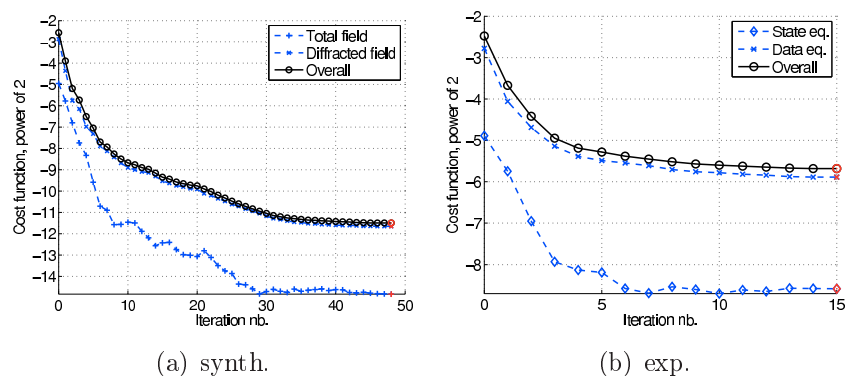 Cost function, power of 2
-2
-3
-4
-5
-6
-7
-8
-9
-10
-11
-12
-13
-14
0
10
20
30
40
50
Iteration nb.
Total field
Diffracted field
Overall
(a) synth.
Cost function, power of 2
-2
-3
-4
-5
-6
-7
-8
0
5
10
15
Iteration nb.
State eq.
Data eq.
Overall
(b) exp.